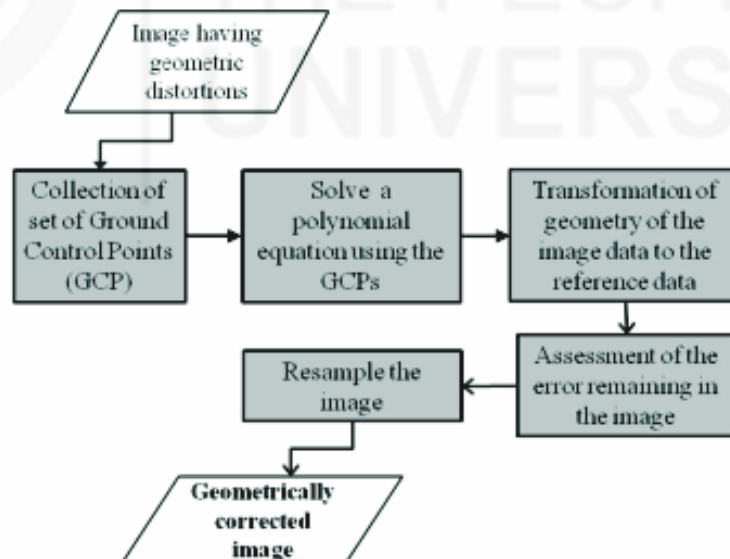 UNIVERS
Image having
geometric
distortions
Collection of
set of Ground
Control Points
(GCP)
Solve a
polynomial
equation using the
GCPs
Transformation of
geometry of the
image data to the
reference data
Assessment of the
error remaining in
the image
Resample the
image
Geometrically
corrected
image